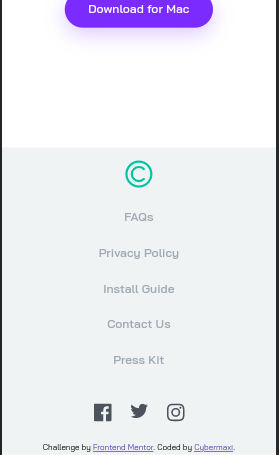 Download for Mac
©
FAQs
Privacy Policy
Install Guide
Contact Us
Press Kit
Challenge by Frontend Mentor. Coded by Cybermaxi.